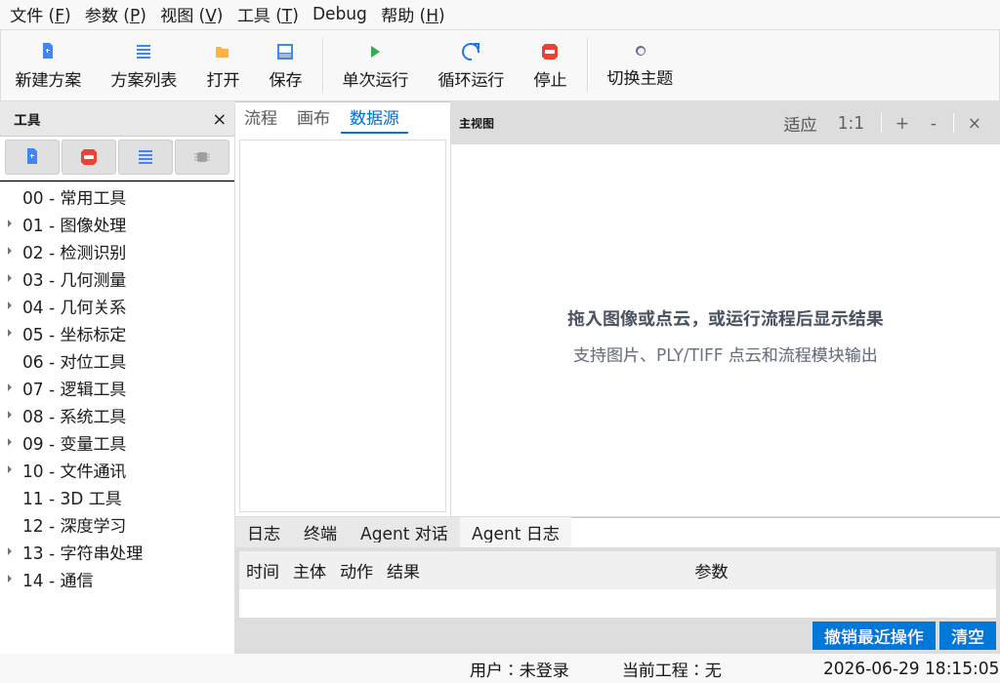 文件 (F) 参数 (P) 视图 (V) 工具 (T) Debug 帮助 (H)
新建方案 方案列表 打开 保存 单次运行 循环运行 停止 切换主题
工具 ×
流程 画布 数据源
主视图 适应 1:1 + - ×
00 - 常用工具
01 - 图像处理
02 - 检测识别
03 - 几何测量
04 - 几何关系
05 - 坐标标定
06 - 对位工具
07 - 逻辑工具
08 - 系统工具
09 - 变量工具
10 - 文件通讯
11 - 3D 工具
12 - 深度学习
13 - 字符串处理
14 - 通信
拖入图像或点云，或运行流程后显示结果
支持图片、PLY/TIFF 点云和流程模块输出
日志 终端 Agent 对话 Agent 日志
时间 主体 动作 结果 参数
撤销最近操作 清空
用户：未登录 当前工程：无 2026-06-29 18:15:05